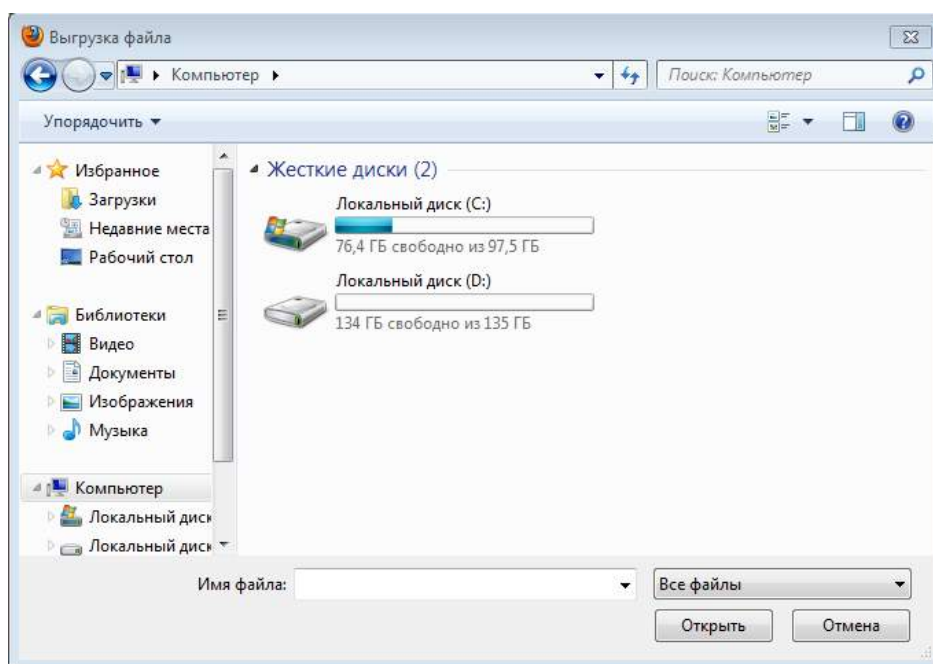 Выгрузка файла
Компьютер
Поиск: Компьютер
Упорядочить
Избранное
Загрузки
Недавние места
Рабочий стол
Библиотеки
Видео
Документы
Изображения
Музыка
Компьютер
Локальный диск
Локальный диск
Жесткие диски (2)
Локальный диск (C:)
76,4 ГБ свободно из 97,5 ГБ
Локальный диск (D:)
134 ГБ свободно из 135 ГБ
Имя файла:
Все файлы
Открыть
Отмена